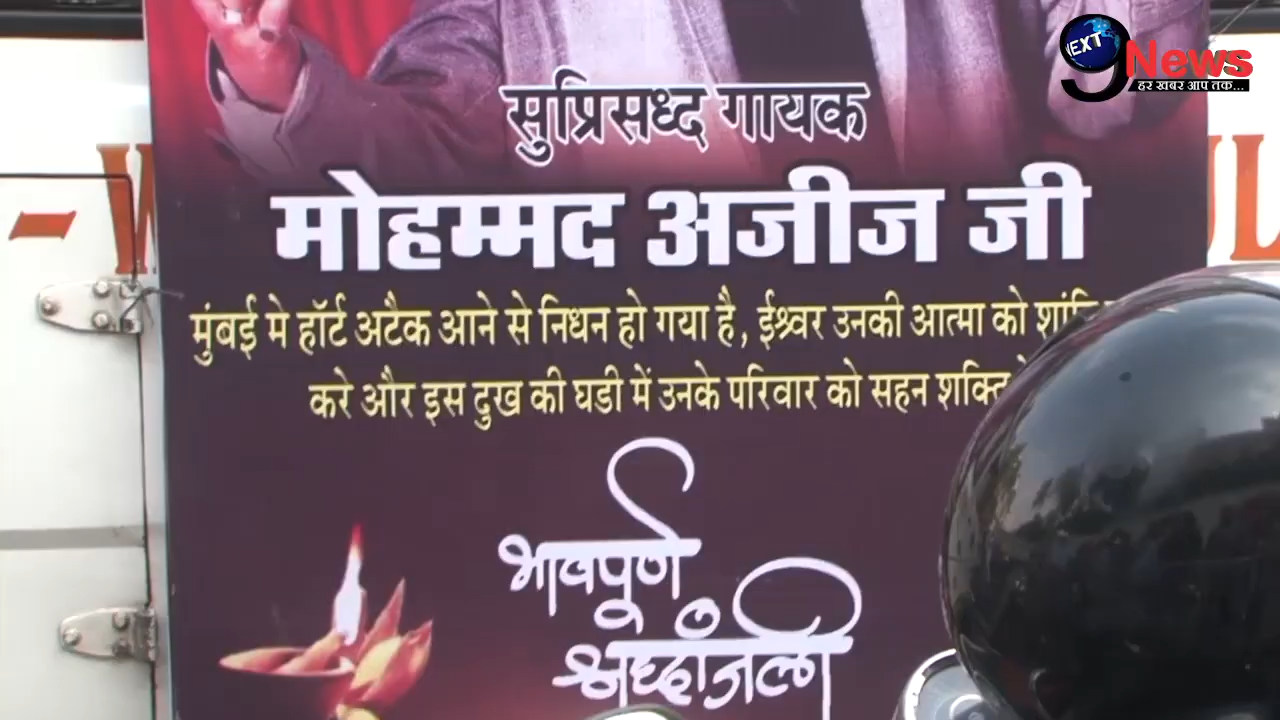 NEXT 9 News
हर खबर आप तक...
सुप्रिसध्द गायक
मोहम्मद अजीज जी
मुंबई मे हॉर्ट अटैक आने से निधन हो गया है, ईश्र्वर उनकी आत्मा को
करे और इस दुख की घडी में उनके परिवार को सहन शक्ति
भावपूर्ण
श्रध्दांजली